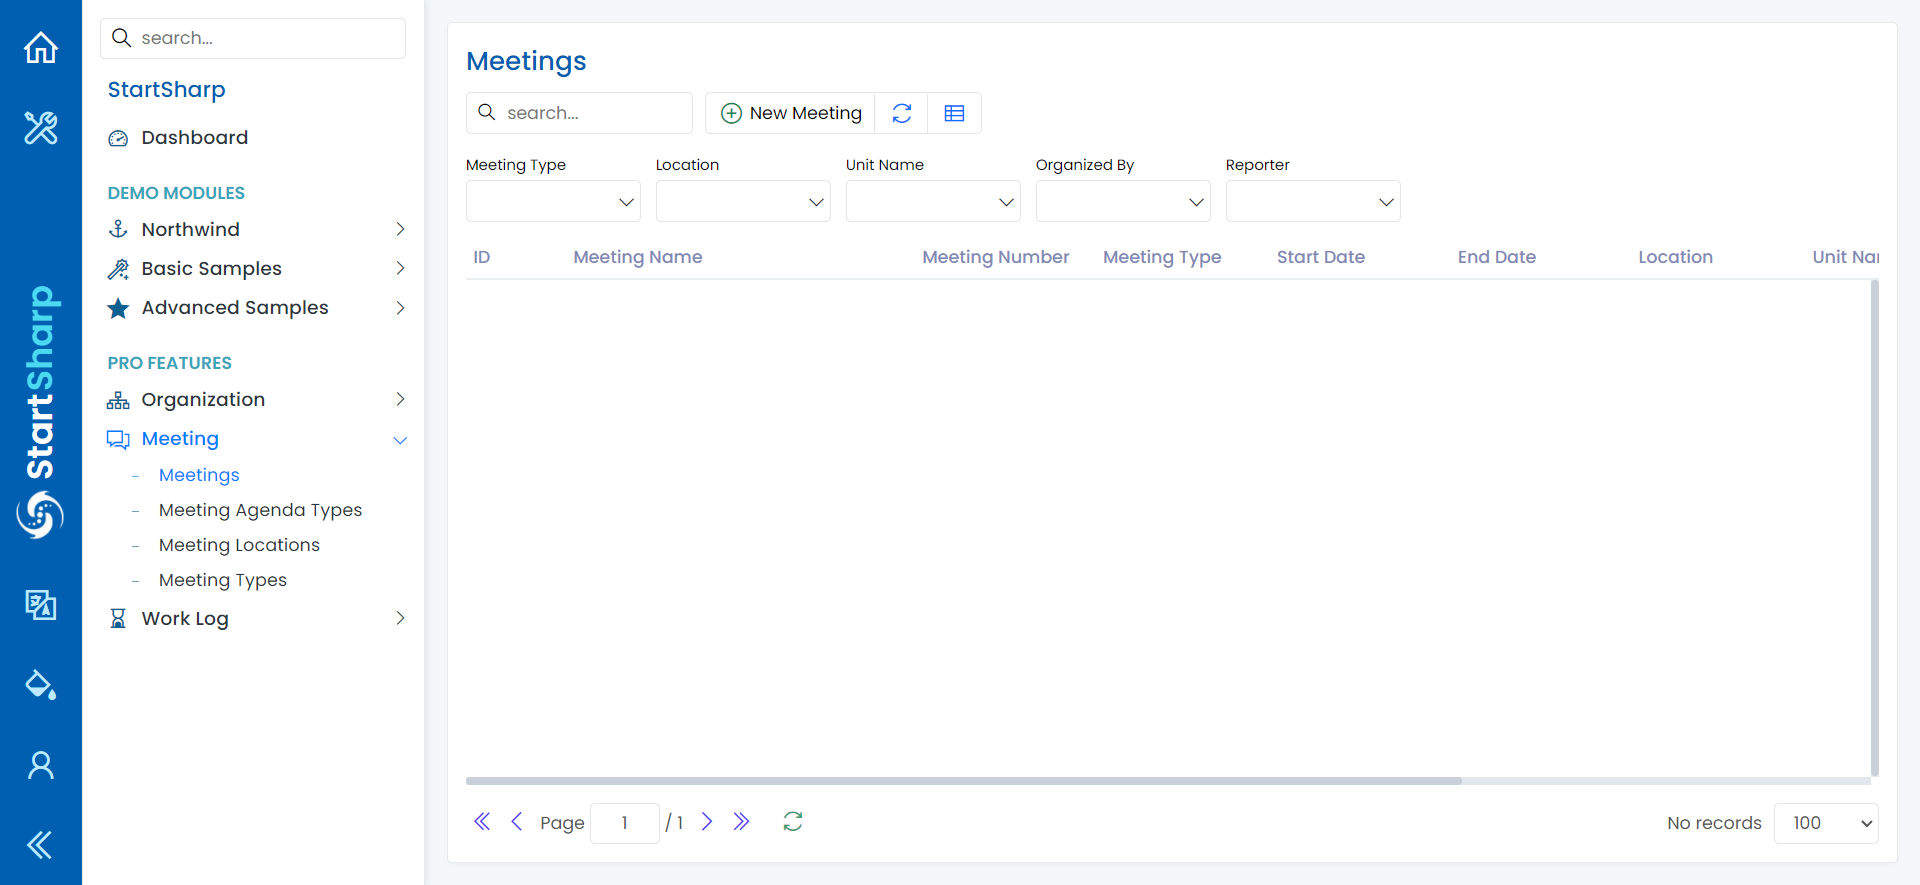 StartSharp
search...
StartSharp
Dashboard
DEMO MODULES
Northwind
Basic Samples
Advanced Samples
PRO FEATURES
Organization
Meeting
Meetings
Meeting Agenda Types
Meeting Locations
Meeting Types
Work Log
Meetings
search...
New Meeting
Meeting Type Location Unit Name Organized By Reporter
ID Meeting Name Meeting Number Meeting Type Start Date End Date Location Unit Nar
Page 1 / 1
No records 100